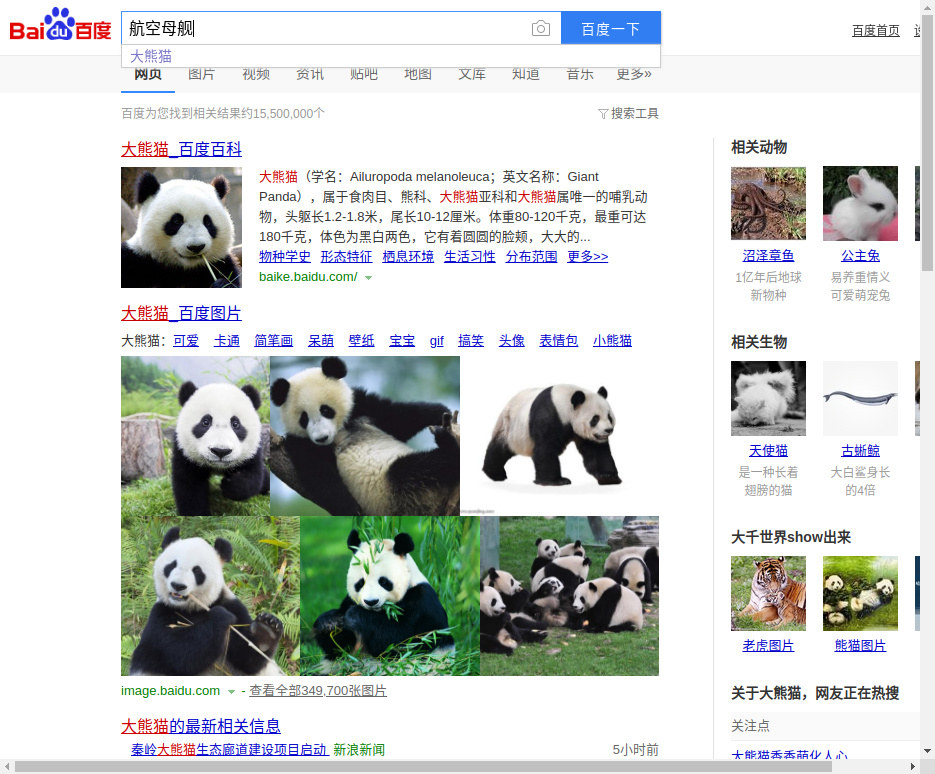 Bai du 百度
航空母舰
百度一下
百度首页
大熊猫
网页 图片 视频 资讯 贴吧 地图 文库 知道 音乐 更多»
百度为您找到相关结果约15,500,000个
搜索工具
大熊猫_百度百科
大熊猫（学名：Ailuropoda melanoleuca；英文名称：Giant
Panda），属于食肉目、熊科、大熊猫亚科和大熊猫属唯一的哺乳动
物，头躯长1.2-1.8米，尾长10-12厘米。体重80-120千克，最重可达
180千克，体色为黑白两色，它有着圆圆的脸颊，大大的...
物种学史 形态特征 栖息环境 生活习性 分布范围 更多>>
baike.baidu.com/
大熊猫_百度图片
大熊猫： 可爱 卡通 简笔画 呆萌 壁纸 宝宝 gif 搞笑 头像 表情包 小熊猫
image.baidu.com - 查看全部349,700张图片
大熊猫的最新相关信息
秦岭大熊猫生态廊道建设项目启动 新浪新闻 5小时前
相关动物
沼泽章鱼 公主兔
1亿年后地球 易养重情义
新物种 可爱萌宠兔
相关生物
天使猫 古蜥鲸
是一种长着 大白鲨身长
翅膀的猫 的4倍
大千世界show出来
老虎图片 熊猫图片
关于大熊猫，网友正在热搜
关注点
大熊猫香香萌化人心